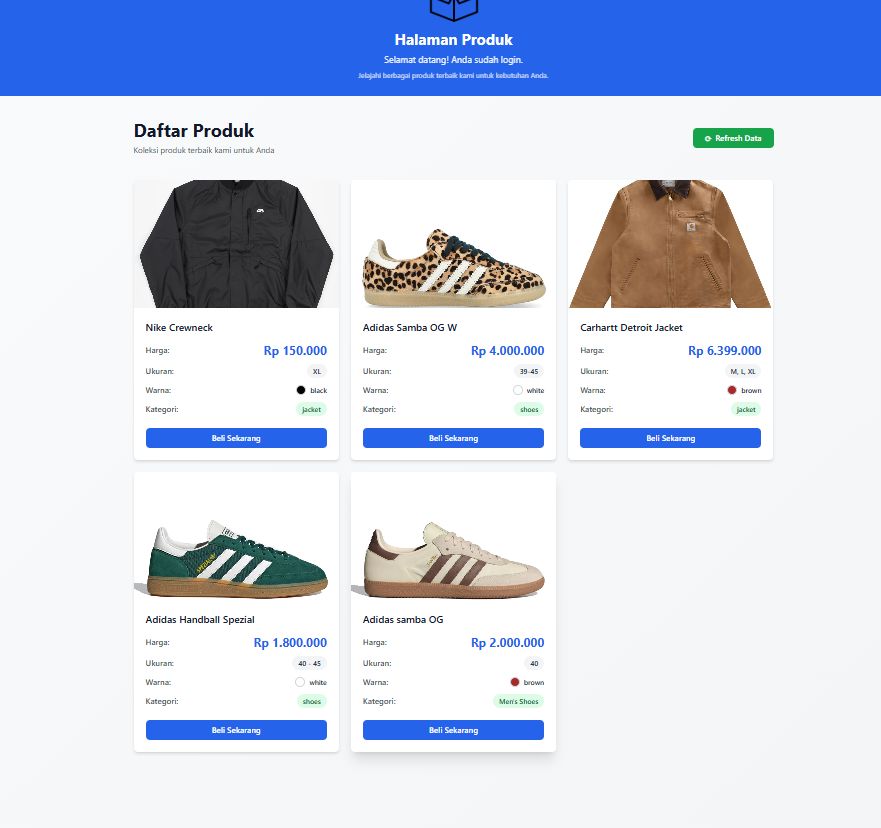 Halaman Produk
Selamat datang! Anda sudah login.
Jelajahi berbagai produk terbaik kami untuk kebutuhan Anda.
Daftar Produk
Koleksi produk terbaik kami untuk Anda
Refresh Data
Nike Crewneck
Harga: Rp 150.000
Ukuran: XL
Warna: black
Kategori: jacket
Beli Sekarang
Adidas Samba OG W
Harga: Rp 4.000.000
Ukuran: 39-45
Warna: white
Kategori: shoes
Beli Sekarang
Carhartt Detroit Jacket
Harga: Rp 6.399.000
Ukuran: M, L, XL
Warna: brown
Kategori: jacket
Beli Sekarang
Adidas Handball Spezial
Harga: Rp 1.800.000
Ukuran: 40 - 45
Warna: white
Kategori: shoes
Beli Sekarang
Adidas samba OG
Harga: Rp 2.000.000
Ukuran: 40
Warna: brown
Kategori: Men's Shoes
Beli Sekarang